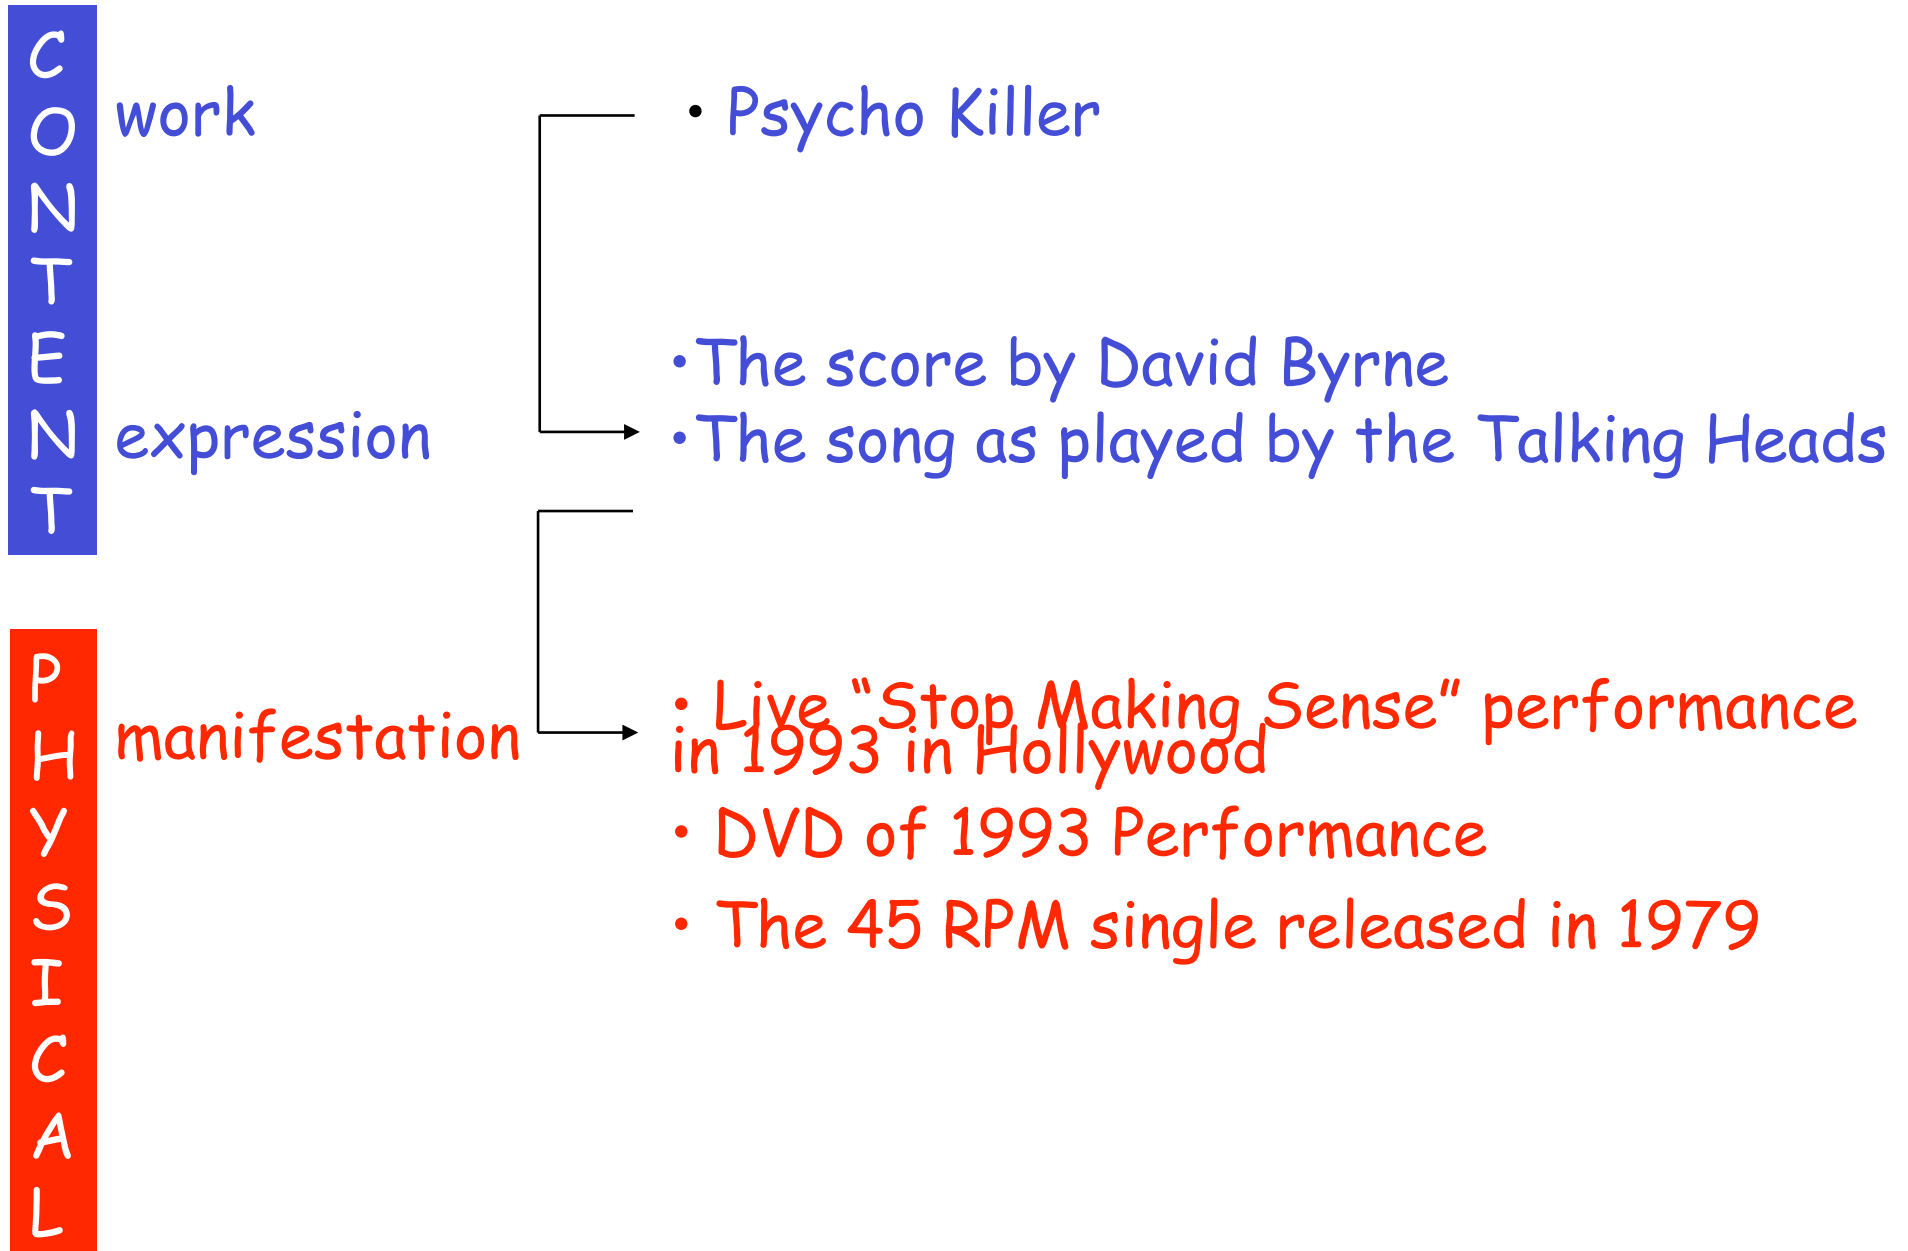 CONTENT
work
• Psycho Killer
•The score by David Byrne
expression
•The song as played by the Talking Heads
PHYSICAL
manifestation
• Live “Stop Making Sense” performance
in 1993 in Hollywood
• DVD of 1993 Performance
• The 45 RPM single released in 1979